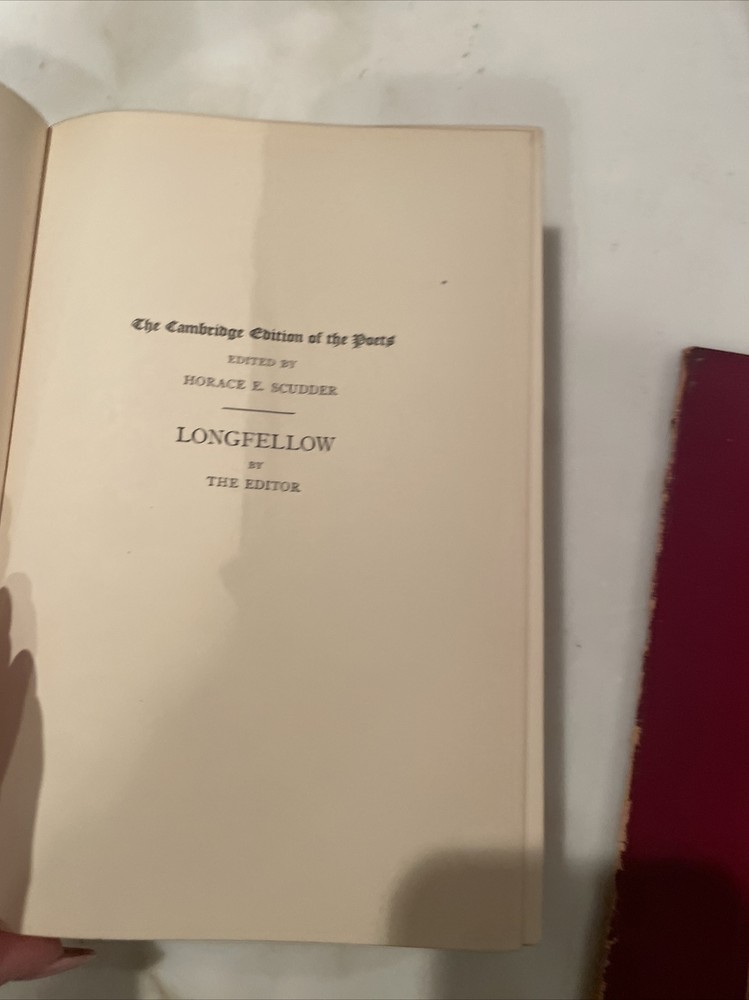 The Cambridge Edition of the Poets
EDITED BY
HORACE E. SCUDDER
LONGFELLOW
BY
THE EDITOR